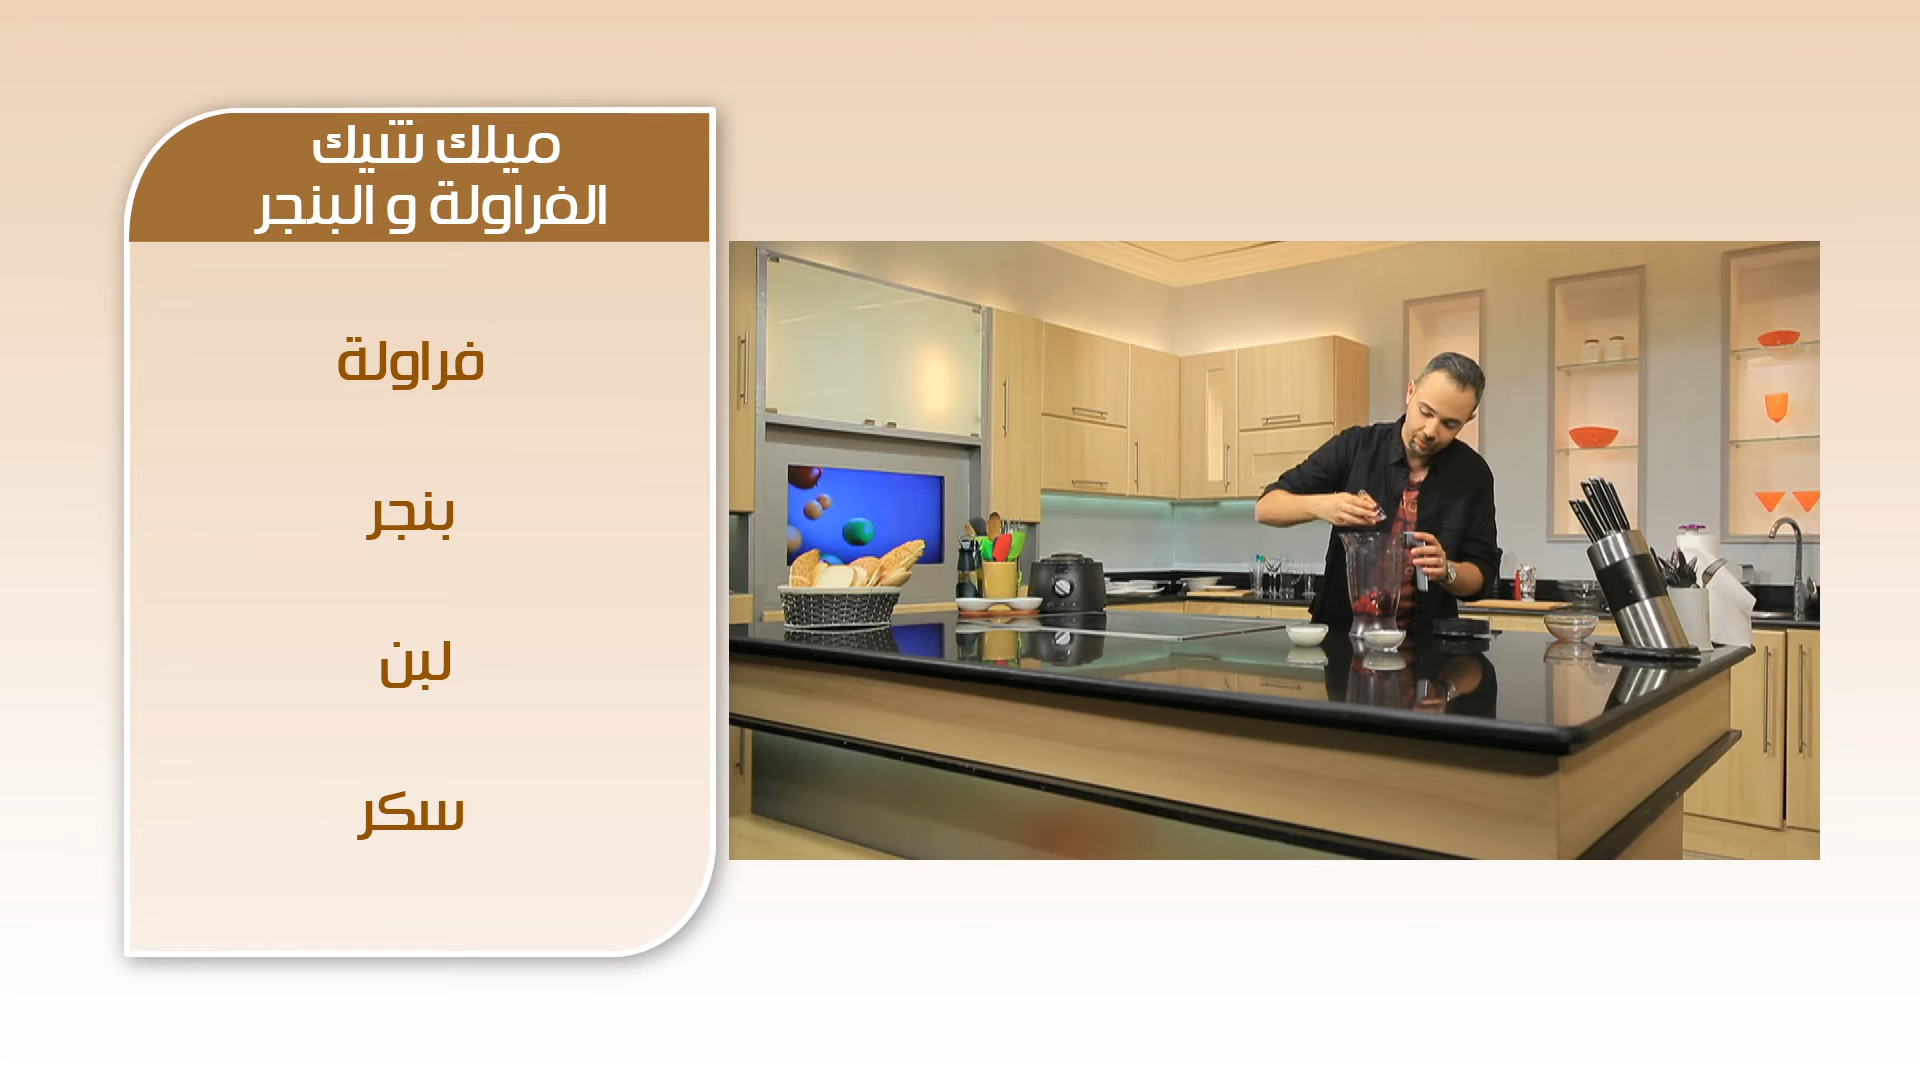 ميلك شيك
الفراولة و البنجر
فراولة
بنجر
لبن
سكر